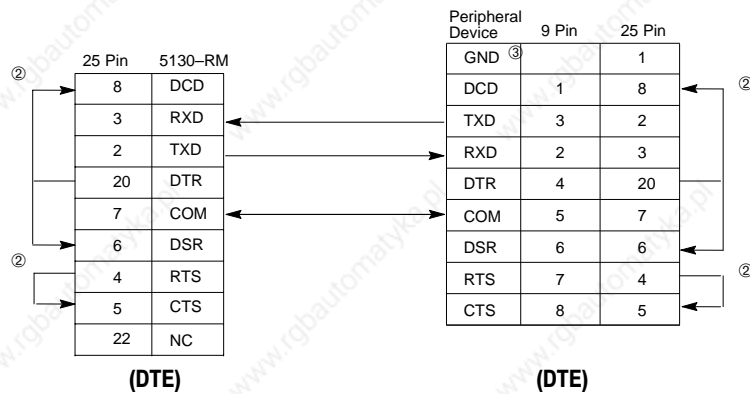 25 Pin 5130–RM
② 8 DCD
3 RXD
2 TXD
20 DTR
7 COM
6 DSR
② 4 RTS
5 CTS
22 NC
(DTE)
Peripheral
Device 9 Pin 25 Pin
GND ③ 1
DCD 1 8 ②
TXD 3 2
RXD 2 3
DTR 4 20
COM 5 7
DSR 6 6
RTS 7 4 ②
CTS 8 5
(DTE)
www.rgbautomatyka.pl